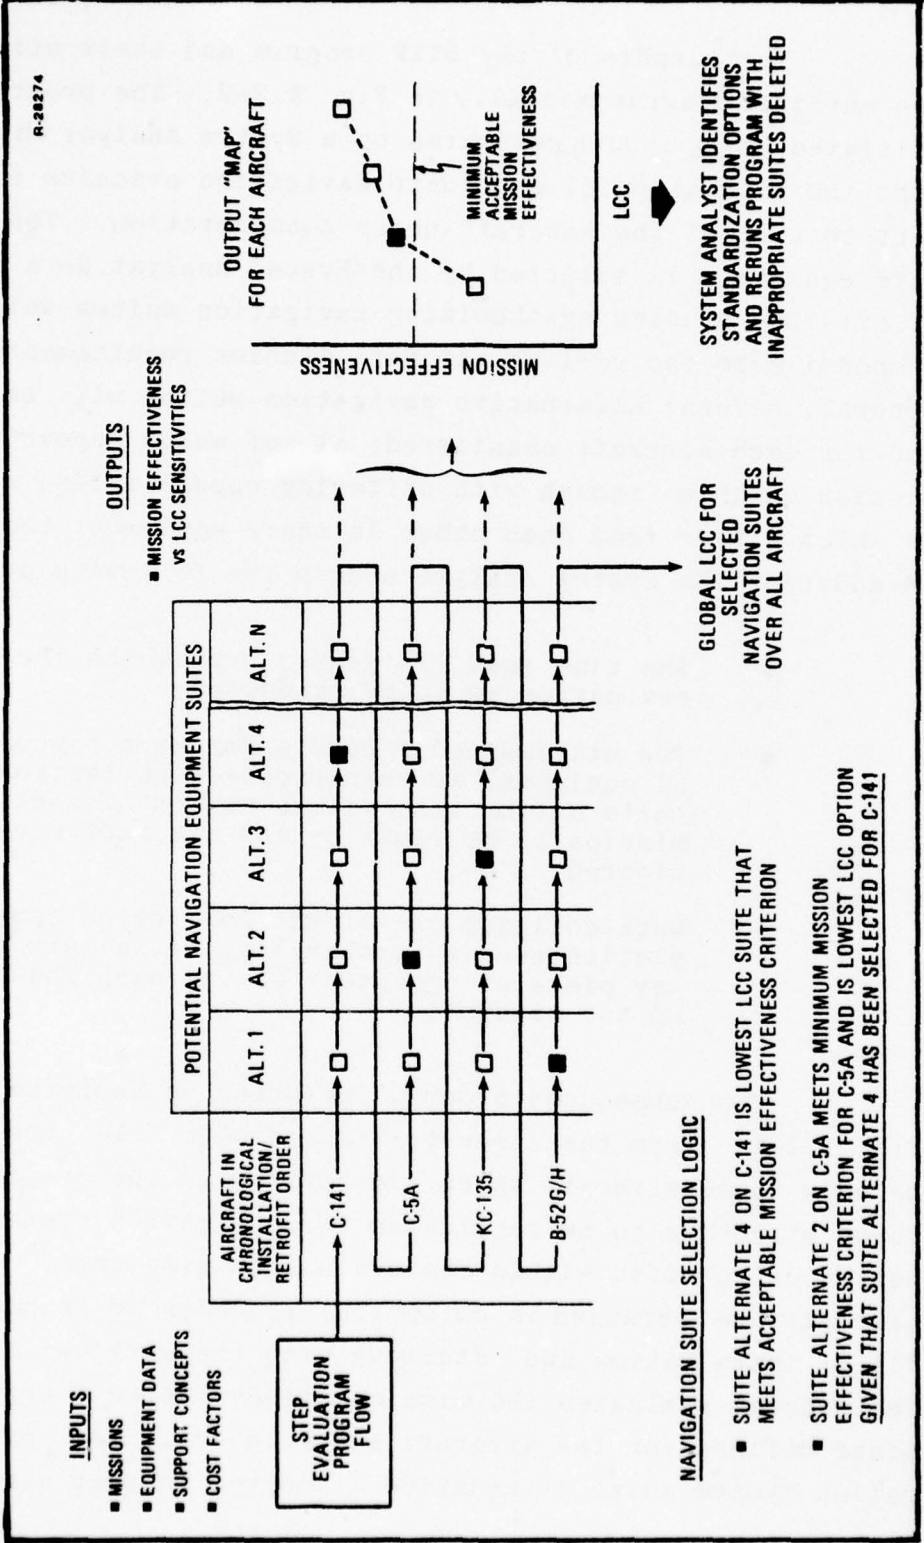 R-28274
INPUTS
■ MISSIONS
■ EQUIPMENT DATA
■ SUPPORT CONCEPTS
■ COST FACTORS
STEP
EVALUATION
PROGRAM
FLOW
AIRCRAFT IN
CHRONOLOGICAL
INSTALLATION/
RETROFIT ORDER
C-141
C-5A
KC-135
B-52G/H
POTENTIAL NAVIGATION EQUIPMENT SUITES
ALT. 1
ALT. 2
ALT. 3
ALT. 4
ALT. N
OUTPUTS
■ MISSION EFFECTIVENESS
vs LCC SENSITIVITIES
OUTPUT "MAP"
FOR EACH AIRCRAFT
MISSION EFFECTIVENESS
MINIMUM
ACCEPTABLE
MISSION
EFFECTIVENESS
LCC
GLOBAL LCC FOR
SELECTED
NAVIGATION SUITES
OVER ALL AIRCRAFT
SYSTEM ANALYST IDENTIFIES
STANDARDIZATION OPTIONS
AND RERUNS PROGRAM WITH
INAPPROPRIATE SUITES DELETED
NAVIGATION SUITE SELECTION LOGIC
■ SUITE ALTERNATE 4 ON C-141 IS LOWEST LCC SUITE THAT
MEETS ACCEPTABLE MISSION EFFECTIVENESS CRITERION
■ SUITE ALTERNATE 2 ON C-5A MEETS MINIMUM MISSION
EFFECTIVENESS CRITERION FOR C-5A AND IS LOWEST LCC OPTION
GIVEN THAT SUITE ALTERNATE 4 HAS BEEN SELECTED FOR C-141